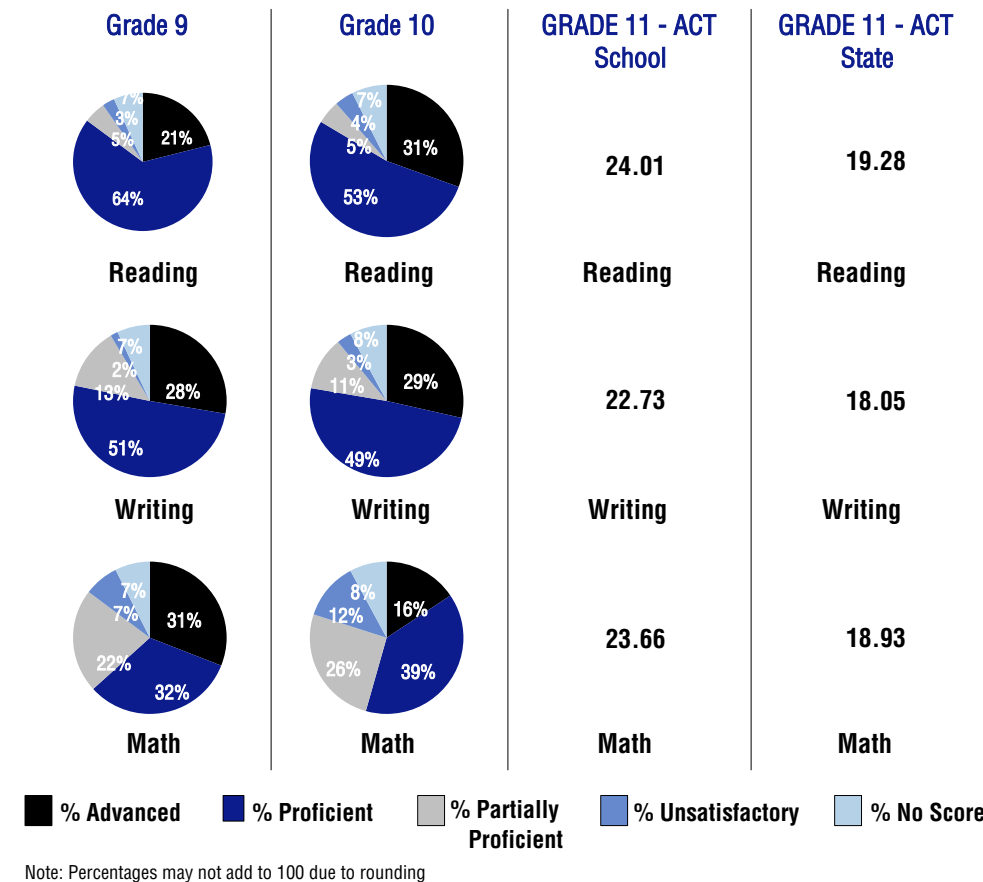 Grade 9
Grade 10
GRADE 11 - ACT
School
GRADE 11 - ACT
State
7%
3%
5%
21%
64%
7%
4%
5%
31%
53%
24.01
19.28
Reading
Reading
Reading
Reading
7%
2%
13%
28%
51%
8%
3%
11%
29%
49%
22.73
18.05
Writing
Writing
Writing
Writing
7%
7%
22%
31%
32%
8%
12%
26%
16%
39%
23.66
18.93
Math
Math
Math
Math
% Advanced
% Proficient
% Partially
Proficient
% Unsatisfactory
% No Score
Note: Percentages may not add to 100 due to rounding